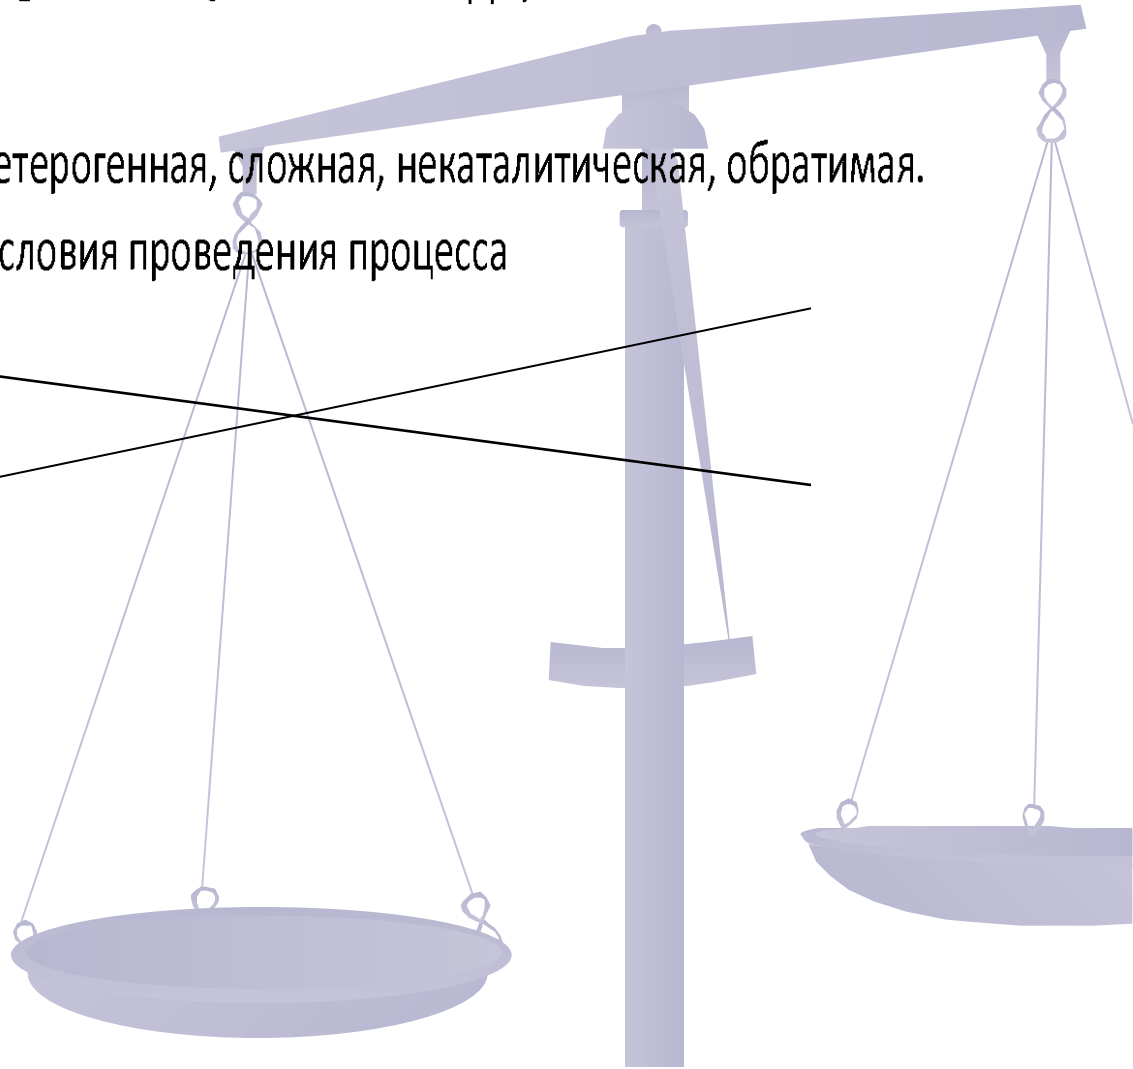 етерогенная, сложная, некаталитическая, обратимая.
словия проведения процесса